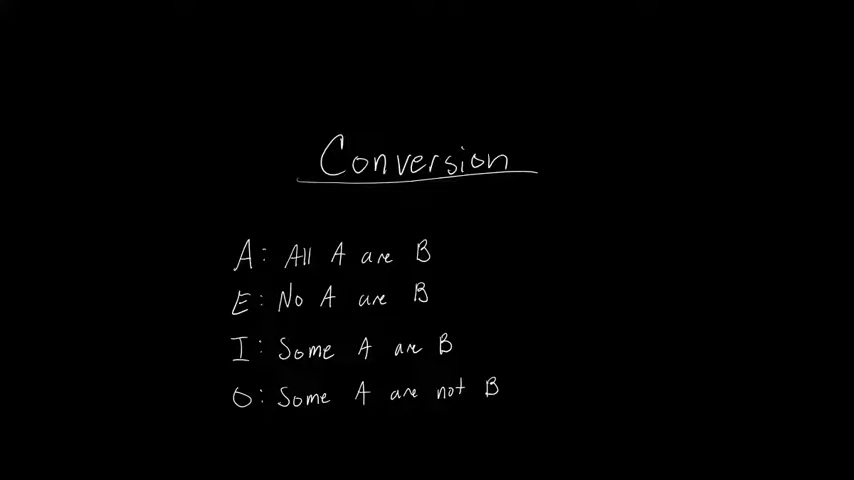 Conversion
A: All A are B
E: No A are B
I: Some A are B
O: Some A are not B